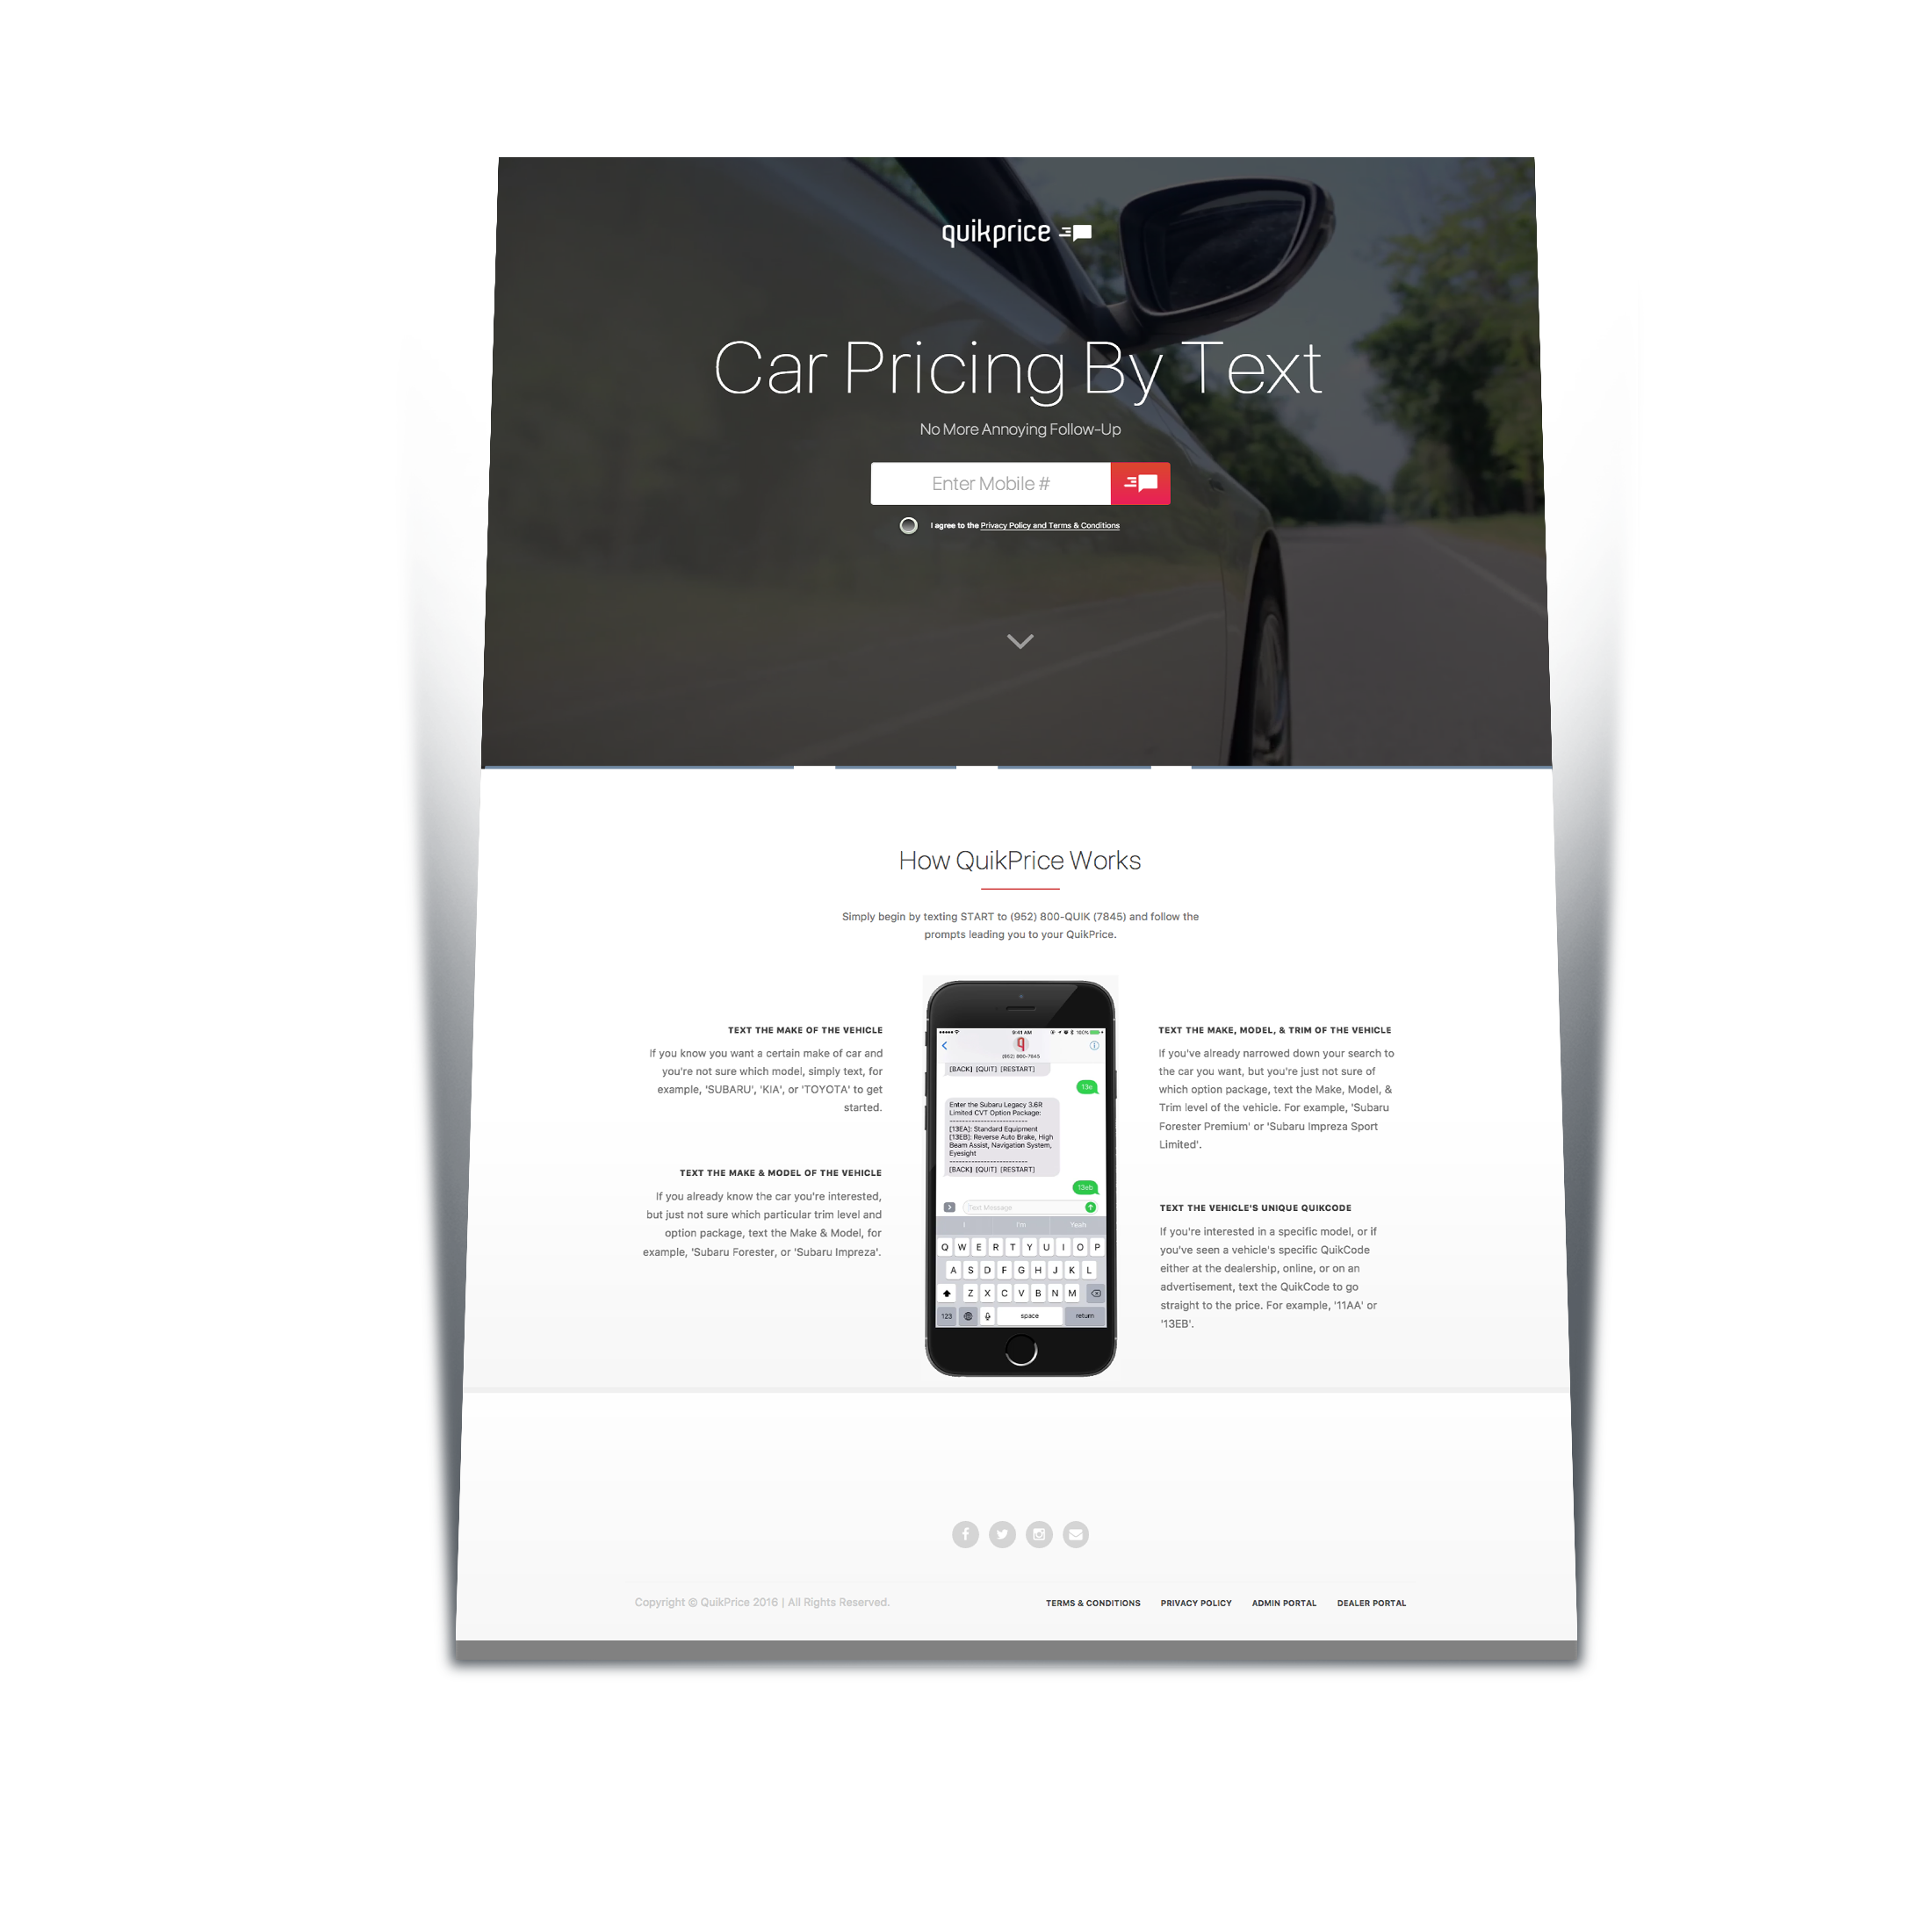 quikprice
Car Pricing By Text
No More Annoying Follow-Up
Enter Mobile #
I agree to the Privacy Policy and Terms & Conditions
How QuikPrice Works
Simply begin by texting START to (952) 800-QUIK (7845) and follow the
prompts leading you to your QuikPrice.
TEXT THE MAKE OF THE VEHICLE
If you know you want a certain make of car and
you're not sure which model, simply text, for
example, 'SUBARU', 'KIA', or 'TOYOTA' to get
started.
TEXT THE MAKE & MODEL OF THE VEHICLE
If you already know the car you're interested,
but just not sure which particular trim level and
option package, text the Make & Model, for
example, 'Subaru Forester, or 'Subaru Impreza'.
9:41 AM
100%
q
(952) 800-7845
[BACK] [QUIT] [RESTART]
13e
Enter the Subaru Legacy 3.6R
Limited CVT Option Package:
------------------------
[13EA]: Standard Equipment
[13EB]: Reverse Auto Brake, High
Beam Assist, Navigation System,
Eyesight
------------------------
[BACK] [QUIT] [RESTART]
13eb
Text Message
I I'm Yeah
Q W E R T Y U I O P
A S D F G H J K L
Z X C V B N M
123 space return
TEXT THE MAKE, MODEL, & TRIM OF THE VEHICLE
If you've already narrowed down your search to
the car you want, but you're just not sure of
which option package, text the Make, Model, &
Trim level of the vehicle. For example, 'Subaru
Forester Premium' or 'Subaru Impreza Sport
Limited'.
TEXT THE VEHICLE'S UNIQUE QUIKCODE
If you're interested in a specific model, or if
you've seen a vehicle's specific QuikCode
either at the dealership, online, or on an
advertisement, text the QuikCode to go
straight to the price. For example, '11AA' or
'13EB'.
Copyright © QuikPrice 2016 | All Rights Reserved.
TERMS & CONDITIONS PRIVACY POLICY ADMIN PORTAL DEALER PORTAL